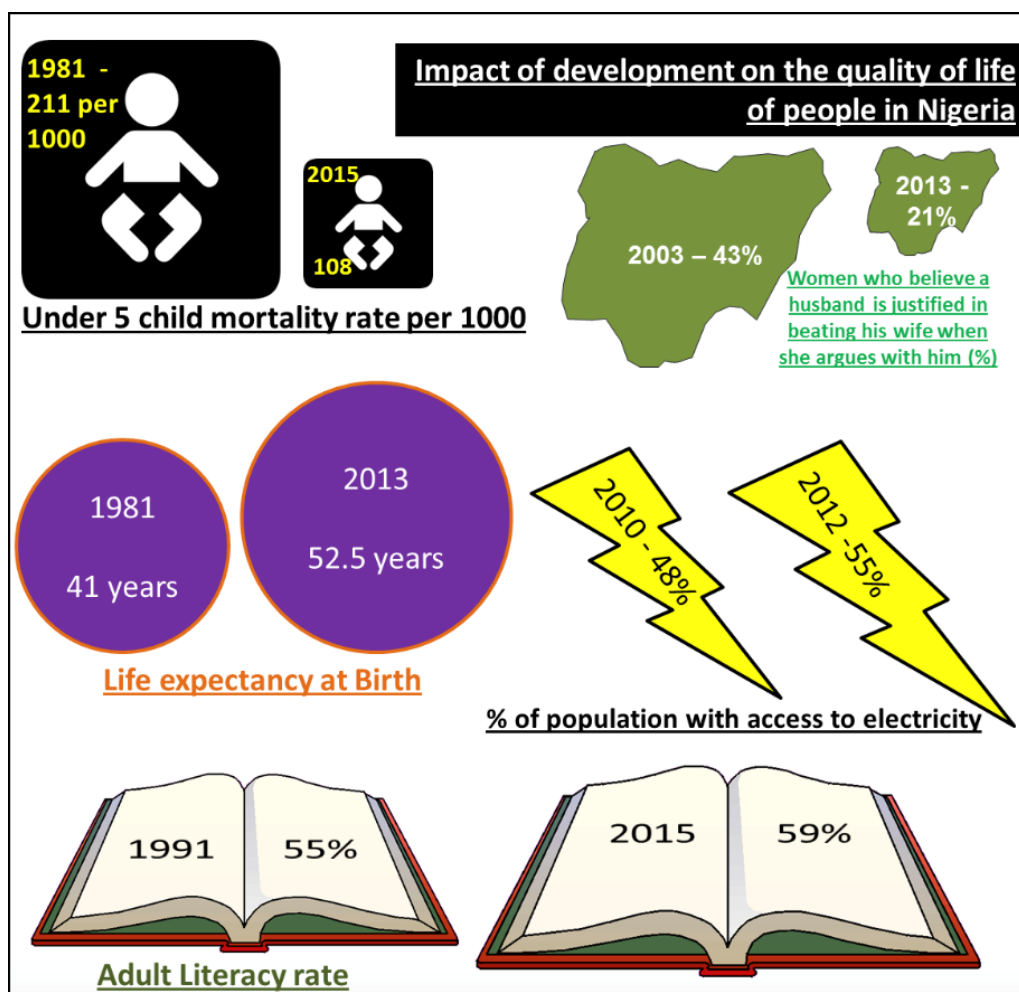 Impact of development on the quality of life
of people in Nigeria
1981 -
211 per
1000
2015
108
Under 5 child mortality rate per 1000
2003 – 43%
2013 -
21%
Women who believe a
husband is justified in
beating his wife when
she argues with him (%)
1981
41 years
2013
52.5 years
Life expectancy at Birth
2010 - 48%
2012 -55%
% of population with access to electricity
1991 55%
2015 59%
Adult Literacy rate